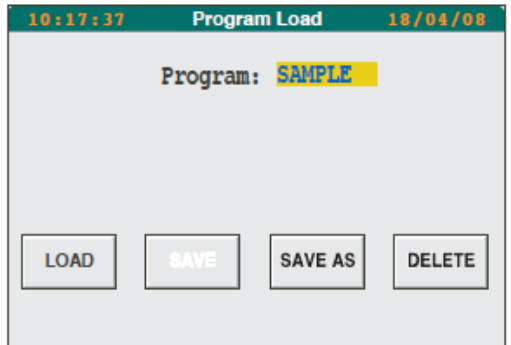 10:17:37 Program Load 18/04/08
Program: SAMPLE
LOAD SAVE SAVE AS DELETE